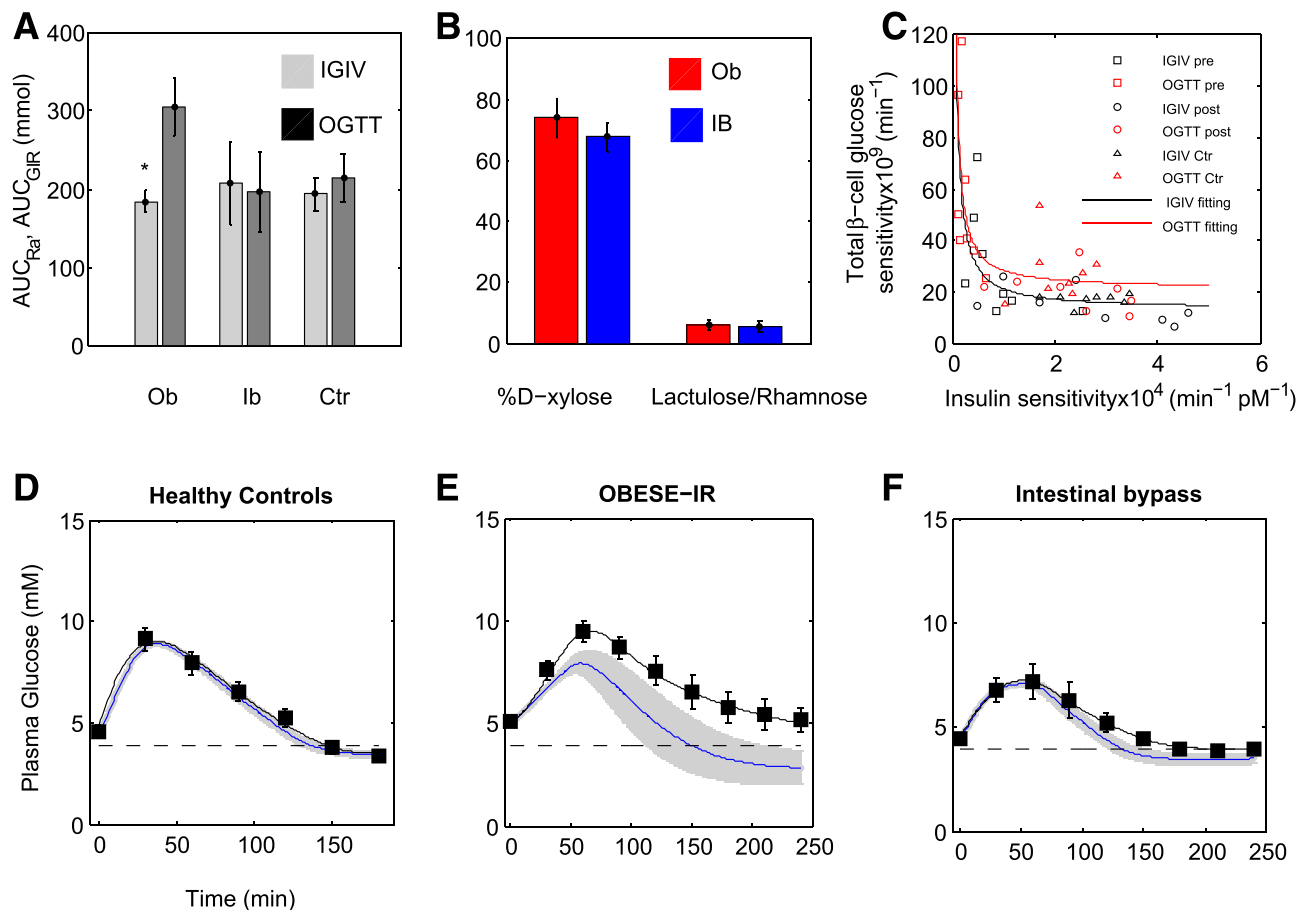 A
400
300
200
100
0
AUC_Ra, AUC_GIR (mmol)
IGIV
OGTT
*
Ob
Ib
Ctr
B
100
80
60
40
20
0
Ob
IB
%D−xylose
Lactulose/Rhamnose
C
120
100
80
60
40
20
0
Total β−cell glucose
sensitivityx10^9 (min^−1)
IGIV pre
OGTT pre
IGIV post
OGTT post
IGIV Ctr
OGTT Ctr
IGIV fitting
OGTT fitting
0
2
4
6
Insulin sensitivityx10^4 (min^−1 pM^−1)
D
Healthy Controls
15
10
5
0
Plasma Glucose (mM)
0
50
100
150
Time (min)
E
OBESE−IR
15
10
5
0
0
50
100
150
200
250
F
Intestinal bypass
15
10
5
0
0
50
100
150
200
250